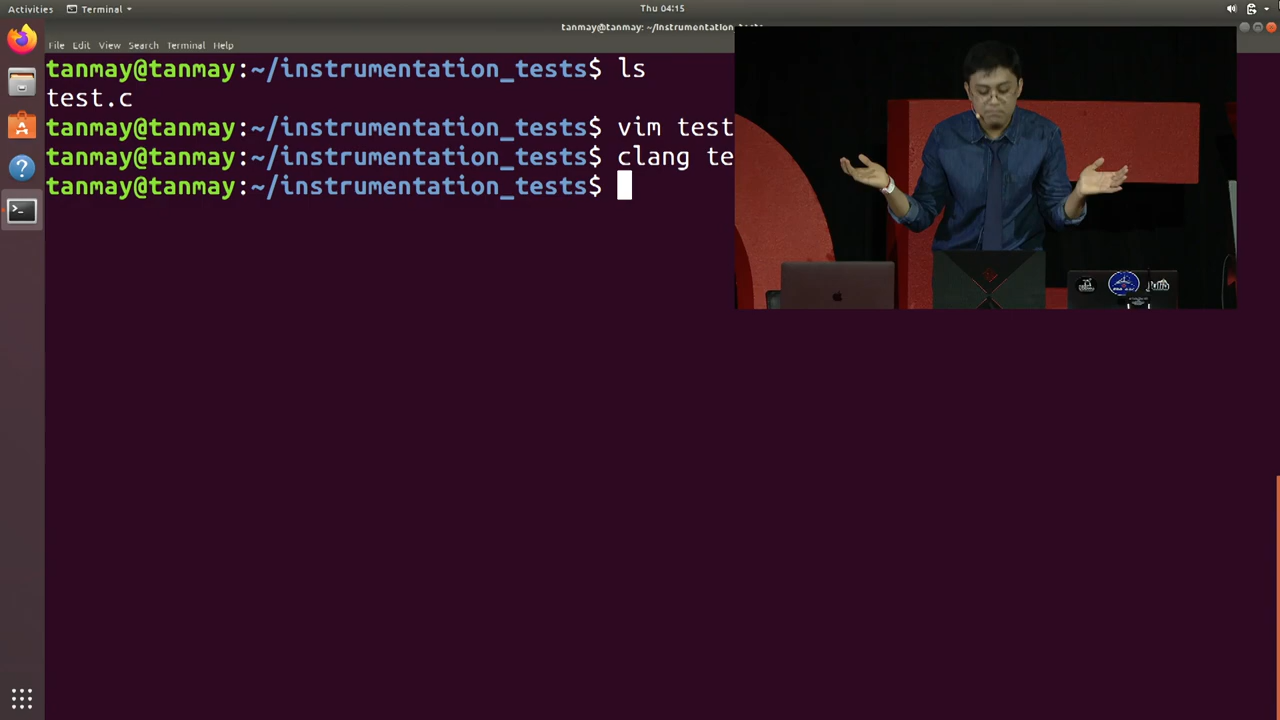 Activities Terminal Thu 04:15
tanmay@tanmay: ~/instrumentation_tests
File Edit View Search Terminal Help
tanmay@tanmay:~/instrumentation_tests$ ls
test.c
tanmay@tanmay:~/instrumentation_tests$ vim test
tanmay@tanmay:~/instrumentation_tests$ clang te
tanmay@tanmay:~/instrumentation_tests$